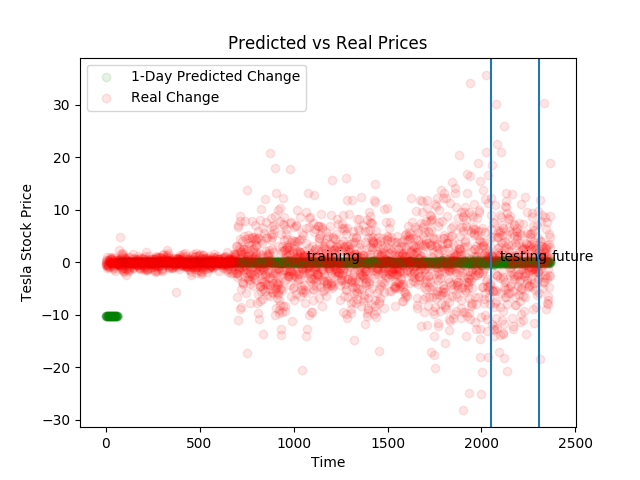 Predicted vs Real Prices
1-Day Predicted Change
Real Change
Tesla Stock Price
30
20
10
0
−10
−20
−30
training
testing
future
0
500
1000
1500
2000
2500
Time